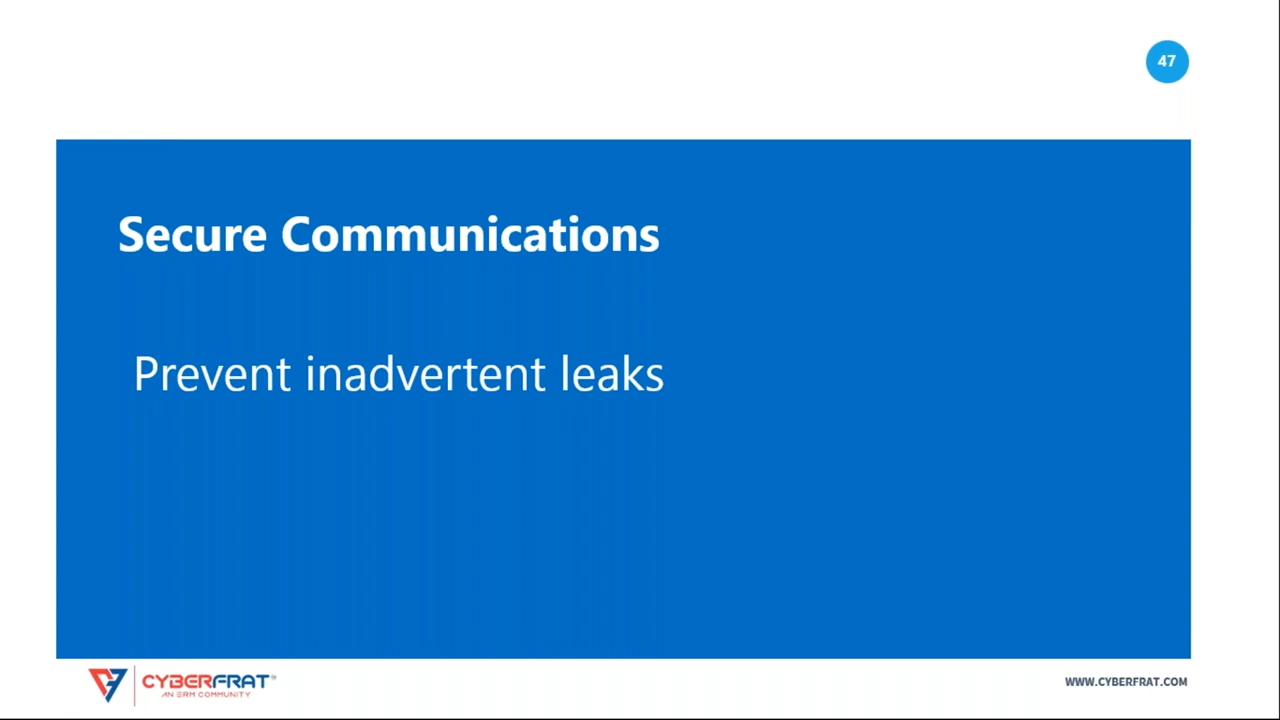 47
Secure Communications
Prevent inadvertent leaks
CYBERFRAT
AN ERM COMMUNITY
WWW.CYBERFRAT.COM